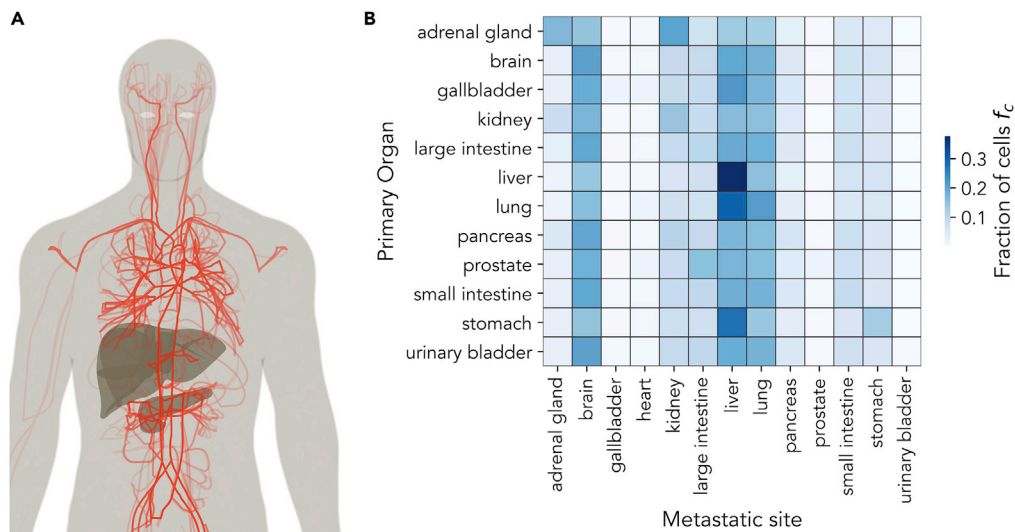 A
B
Primary Organ
adrenal gland
brain
gallbladder
kidney
large intestine
liver
lung
pancreas
prostate
small intestine
stomach
urinary bladder
adrenal gland
brain
gallbladder
heart
kidney
large intestine
liver
lung
pancreas
prostate
small intestine
stomach
urinary bladder
Metastatic site
0.3
0.2
0.1
Fraction of cells fc